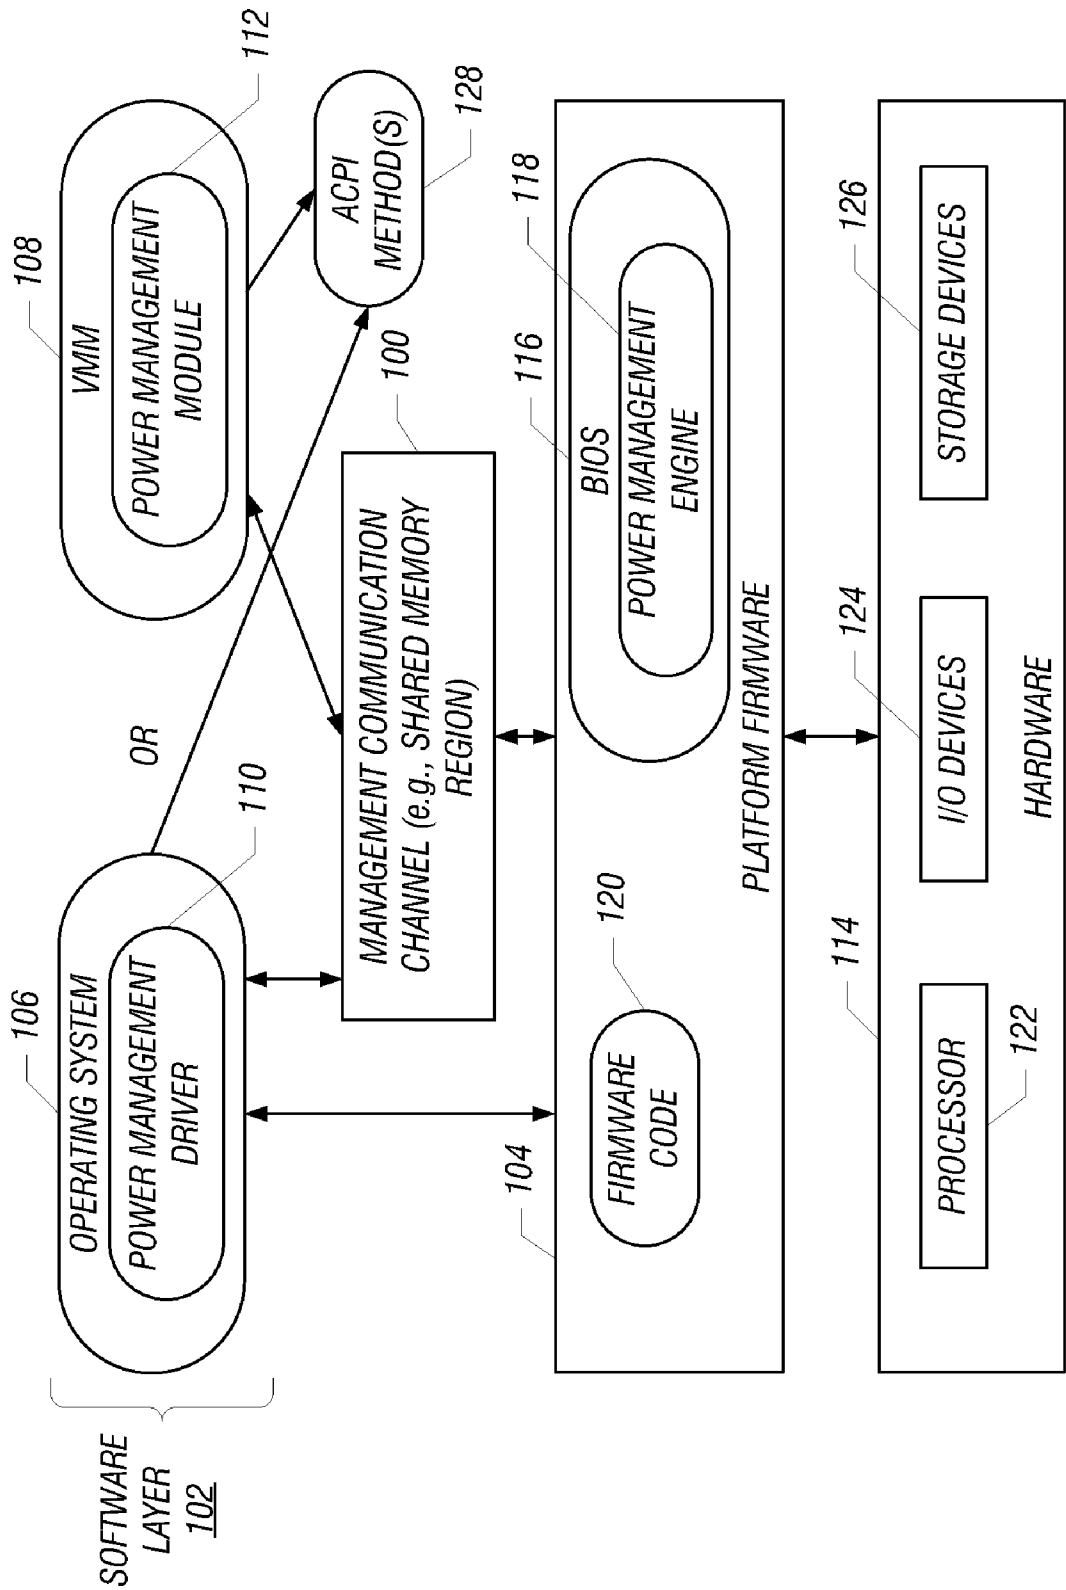 SOFTWARE
LAYER
102
106
OPERATING SYSTEM
POWER MANAGEMENT
DRIVER
110
OR
108
VMM
POWER MANAGEMENT
MODULE
112
ACPI
METHOD(S)
128
100
MANAGEMENT COMMUNICATION
CHANNEL (e.g., SHARED MEMORY
REGION)
104
FIRMWARE
CODE
120
116
BIOS
POWER MANAGEMENT
ENGINE
118
PLATFORM FIRMWARE
114
PROCESSOR
122
124
I/O DEVICES
126
STORAGE DEVICES
HARDWARE